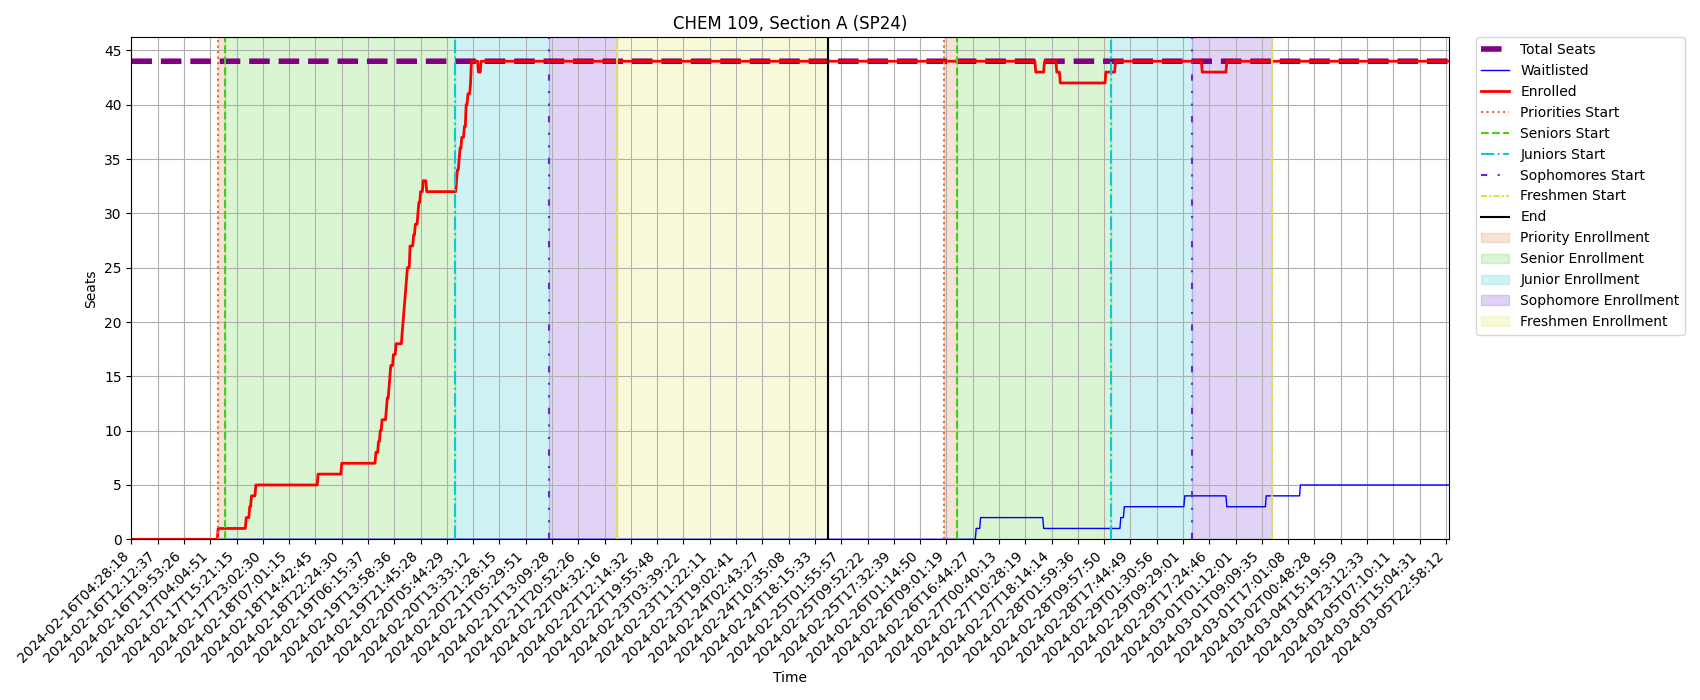 CHEM 109, Section A (SP24)
45
40
35
30
25
20
15
10
5
0
Seats
2024-02-16T04:28:18
2024-02-16T12:12:37
2024-02-16T19:53:26
2024-02-17T04:04:51
2024-02-17T15:21:15
2024-02-17T23:02:30
2024-02-18T07:01:15
2024-02-18T14:42:45
2024-02-18T22:24:30
2024-02-19T06:15:37
2024-02-19T13:58:36
2024-02-19T21:45:28
2024-02-20T05:44:29
2024-02-20T13:33:12
2024-02-20T21:28:15
2024-02-21T05:29:51
2024-02-21T13:09:28
2024-02-21T20:52:26
2024-02-22T04:32:16
2024-02-22T12:14:32
2024-02-22T19:55:48
2024-02-23T03:39:22
2024-02-23T11:22:11
2024-02-23T19:02:41
2024-02-24T02:43:27
2024-02-24T10:35:08
2024-02-24T18:15:33
2024-02-25T01:55:57
2024-02-25T09:52:22
2024-02-25T17:32:39
2024-02-26T01:14:50
2024-02-26T09:01:19
2024-02-26T16:44:27
2024-02-27T00:40:13
2024-02-27T10:28:19
2024-02-27T18:14:14
2024-02-28T01:59:36
2024-02-28T09:57:50
2024-02-28T17:44:49
2024-02-29T01:30:56
2024-02-29T09:29:01
2024-02-29T17:24:46
2024-03-01T01:12:01
2024-03-01T09:09:35
2024-03-01T17:01:08
2024-03-02T00:48:28
2024-03-04T15:19:59
2024-03-04T23:12:33
2024-03-05T07:10:11
2024-03-05T15:04:31
2024-03-05T22:58:12
Time
Total Seats
Waitlisted
Enrolled
Priorities Start
Seniors Start
Juniors Start
Sophomores Start
Freshmen Start
End
Priority Enrollment
Senior Enrollment
Junior Enrollment
Sophomore Enrollment
Freshmen Enrollment